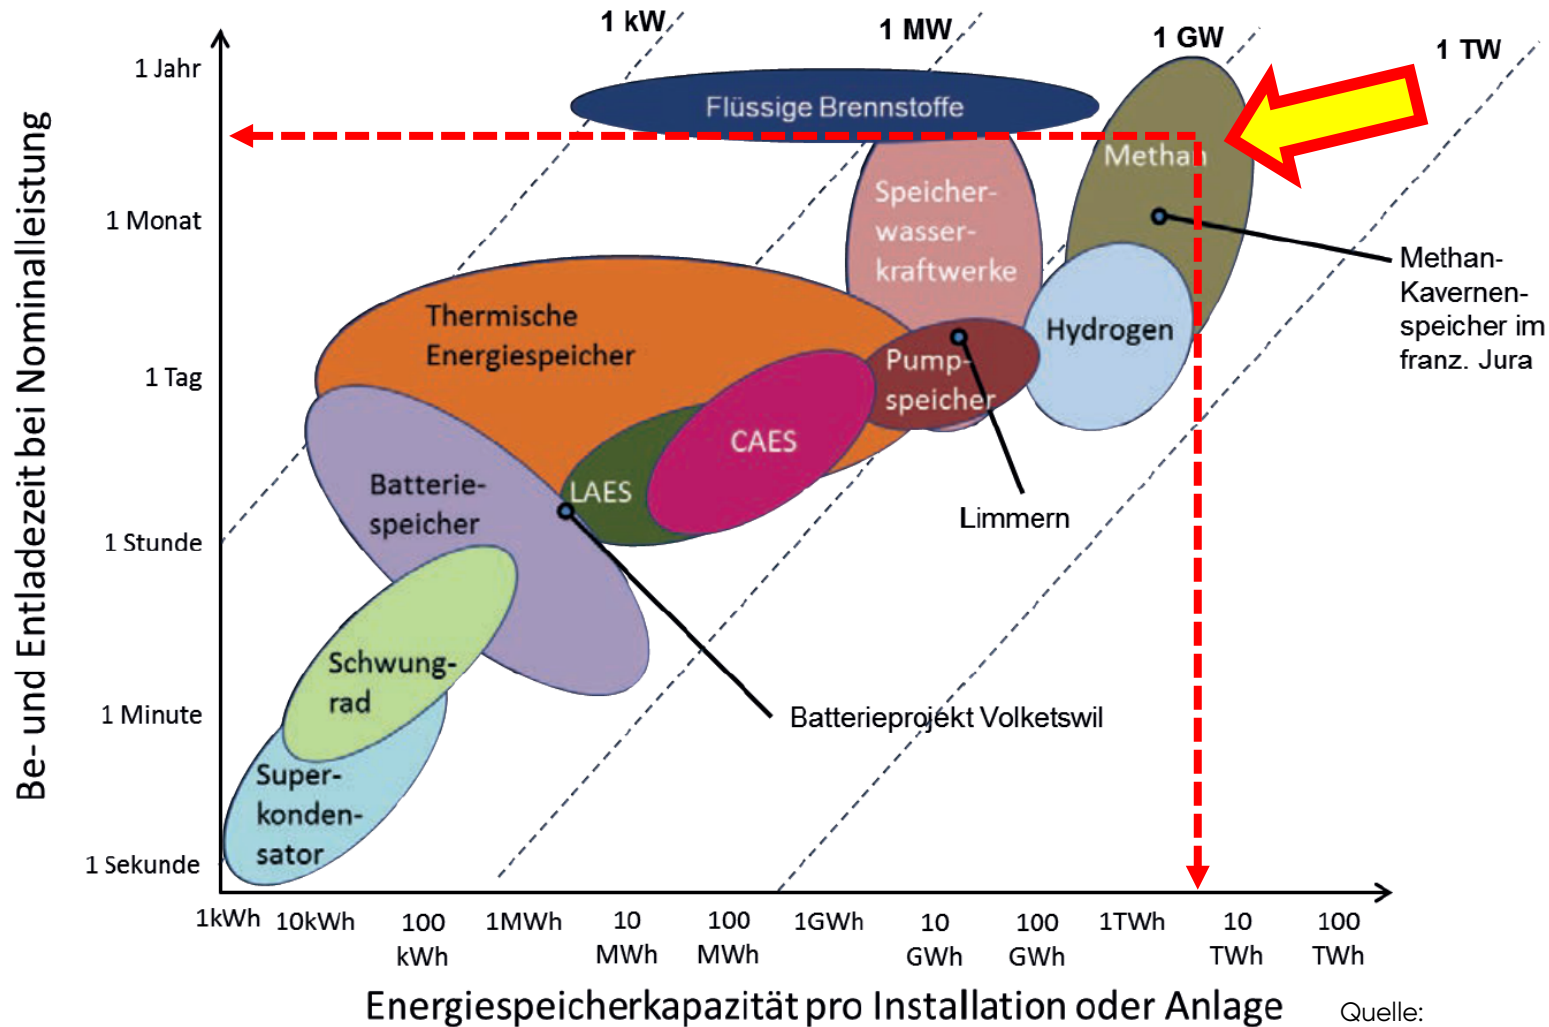 1 kW
1 MW
1 GW
1 TW
Be- und Entladezeit bei Nominalleistung
1 Jahr
1 Monat
1 Tag
1 Stunde
1 Minute
1 Sekunde
Flüssige Brennstoffe
Methan
Speicher-
wasser-
kraftwerke
Methan-
Kavernen-
speicher im
franz. Jura
Thermische
Energiespeicher
Hydrogen
Pump-
speicher
CAES
LAES
Batterie-
speicher
Limmern
Schwung-
rad
Batterieprojekt Volketswil
Super-
konden-
sator
1kWh
10kWh
100
kWh
1MWh
10
MWh
100
MWh
1GWh
10
GWh
100
GWh
1TWh
10
TWh
100
TWh
Energiespeicherkapazität pro Installation oder Anlage
Quelle: